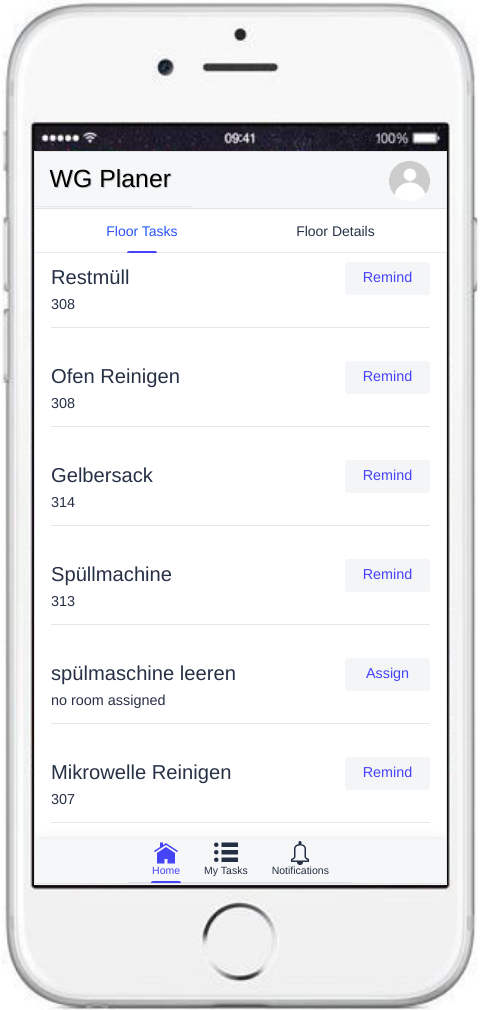 09:41 100%
WG Planer
Floor Tasks Floor Details
Restmüll Remind
308
Ofen Reinigen Remind
308
Gelbersack Remind
314
Spüllmachine Remind
313
spülmaschine leeren Assign
no room assigned
Mikrowelle Reinigen Remind
307
Home My Tasks Notifications